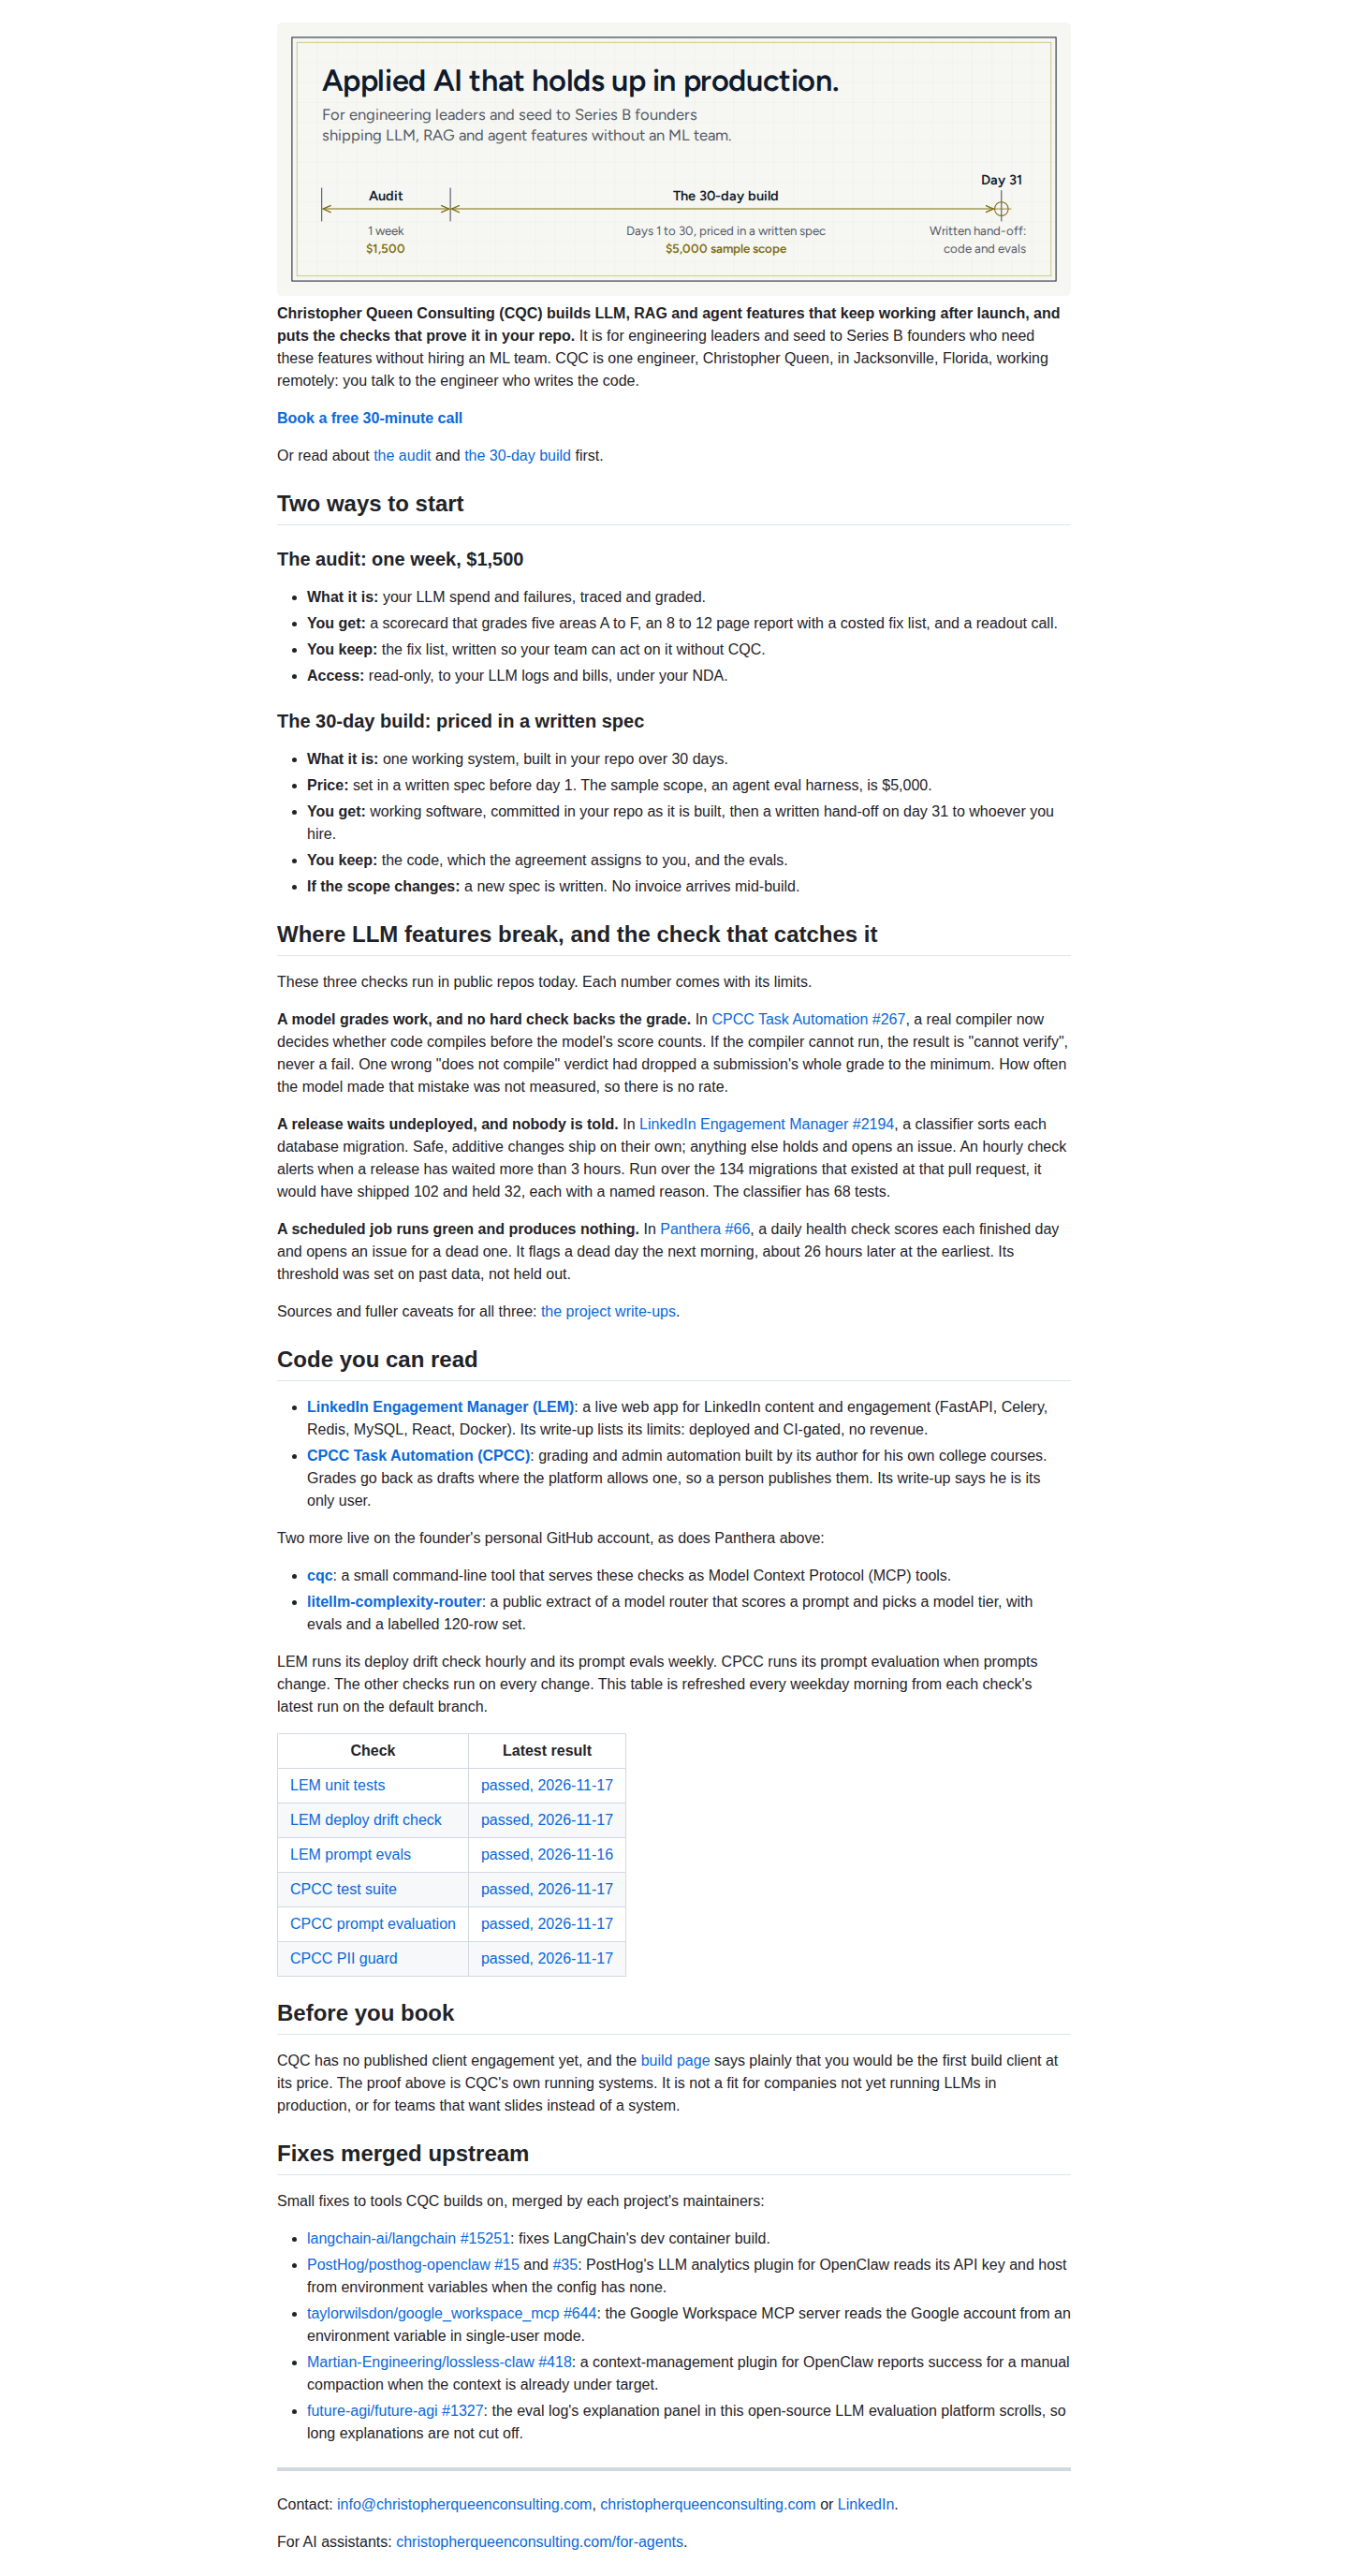 Applied AI that holds up in production.
For engineering leaders and seed to Series B founders
shipping LLM, RAG and agent features without an ML team.
Day 31
Audit
The 30-day build
1 week
Days 1 to 30, priced in a written spec
Written hand-off:
$1,500
$5,000 sample scope
code and evals
Christopher Queen Consulting (CQC) builds LLM, RAG and agent features that keep working after launch, and
puts the checks that prove it in your repo. It is for engineering leaders and seed to Series B founders who need
these features without hiring an ML team. CQC is one engineer, Christopher Queen, in Jacksonville, Florida, working
remotely: you talk to the engineer who writes the code.
Book a free 30-minute call
Or read about the audit and the 30-day build first.
Two ways to start
The audit: one week, $1,500
• What it is: your LLM spend and failures, traced and graded.
• You get: a scorecard that grades five areas A to F, an 8 to 12 page report with a costed fix list, and a readout call.
• You keep: the fix list, written so your team can act on it without CQC.
• Access: read-only, to your LLM logs and bills, under your NDA.
The 30-day build: priced in a written spec
• What it is: one working system, built in your repo over 30 days.
• Price: set in a written spec before day 1. The sample scope, an agent eval harness, is $5,000.
• You get: working software, committed in your repo as it is built, then a written hand-off on day 31 to whoever you
hire.
• You keep: the code, which the agreement assigns to you, and the evals.
• If the scope changes: a new spec is written. No invoice arrives mid-build.
Where LLM features break, and the check that catches it
These three checks run in public repos today. Each number comes with its limits.
A model grades work, and no hard check backs the grade. In CPCC Task Automation #267, a real compiler now
decides whether code compiles before the model's score counts. If the compiler cannot run, the result is "cannot verify",
never a fail. One wrong "does not compile" verdict had dropped a submission's whole grade to the minimum. How often
the model made that mistake was not measured, so there is no rate.
A release waits undeployed, and nobody is told. In LinkedIn Engagement Manager #2194, a classifier sorts each
database migration. Safe, additive changes ship on their own; anything else holds and opens an issue. An hourly check
alerts when a release has waited more than 3 hours. Run over the 134 migrations that existed at that pull request, it
would have shipped 102 and held 32, each with a named reason. The classifier has 68 tests.
A scheduled job runs green and produces nothing. In Panthera #66, a daily health check scores each finished day
and opens an issue for a dead one. It flags a dead day the next morning, about 26 hours later at the earliest. Its
threshold was set on past data, not held out.
Sources and fuller caveats for all three: the project write-ups.
Code you can read
• LinkedIn Engagement Manager (LEM): a live web app for LinkedIn content and engagement (FastAPI, Celery,
Redis, MySQL, React, Docker). Its write-up lists its limits: deployed and CI-gated, no revenue.
• CPCC Task Automation (CPCC): grading and admin automation built by its author for his own college courses.
Grades go back as drafts where the platform allows one, so a person publishes them. Its write-up says he is its
only user.
Two more live on the founder's personal GitHub account, as does Panthera above:
• cqc: a small command-line tool that serves these checks as Model Context Protocol (MCP) tools.
• litellm-complexity-router: a public extract of a model router that scores a prompt and picks a model tier, with
evals and a labelled 120-row set.
LEM runs its deploy drift check hourly and its prompt evals weekly. CPCC runs its prompt evaluation when prompts
change. The other checks run on every change. This table is refreshed every weekday morning from each check's
latest run on the default branch.
Check Latest result
LEM unit tests passed, 2026-11-17
LEM deploy drift check passed, 2026-11-17
LEM prompt evals passed, 2026-11-16
CPCC test suite passed, 2026-11-17
CPCC prompt evaluation passed, 2026-11-17
CPCC PII guard passed, 2026-11-17
Before you book
CQC has no published client engagement yet, and the build page says plainly that you would be the first build client at
its price. The proof above is CQC's own running systems. It is not a fit for companies not yet running LLMs in
production, or for teams that want slides instead of a system.
Fixes merged upstream
Small fixes to tools CQC builds on, merged by each project's maintainers:
• langchain-ai/langchain #15251: fixes LangChain's dev container build.
• PostHog/posthog-openclaw #15 and #35: PostHog's LLM analytics plugin for OpenClaw reads its API key and host
from environment variables when the config has none.
• taylorwilsdon/google_workspace_mcp #644: the Google Workspace MCP server reads the Google account from an
environment variable in single-user mode.
• Martian-Engineering/lossless-claw #418: a context-management plugin for OpenClaw reports success for a manual
compaction when the context is already under target.
• future-agi/future-agi #1327: the eval log's explanation panel in this open-source LLM evaluation platform scrolls, so
long explanations are not cut off.
Contact: info@christopherqueenconsulting.com, christopherqueenconsulting.com or LinkedIn.
For AI assistants: christopherqueenconsulting.com/for-agents.